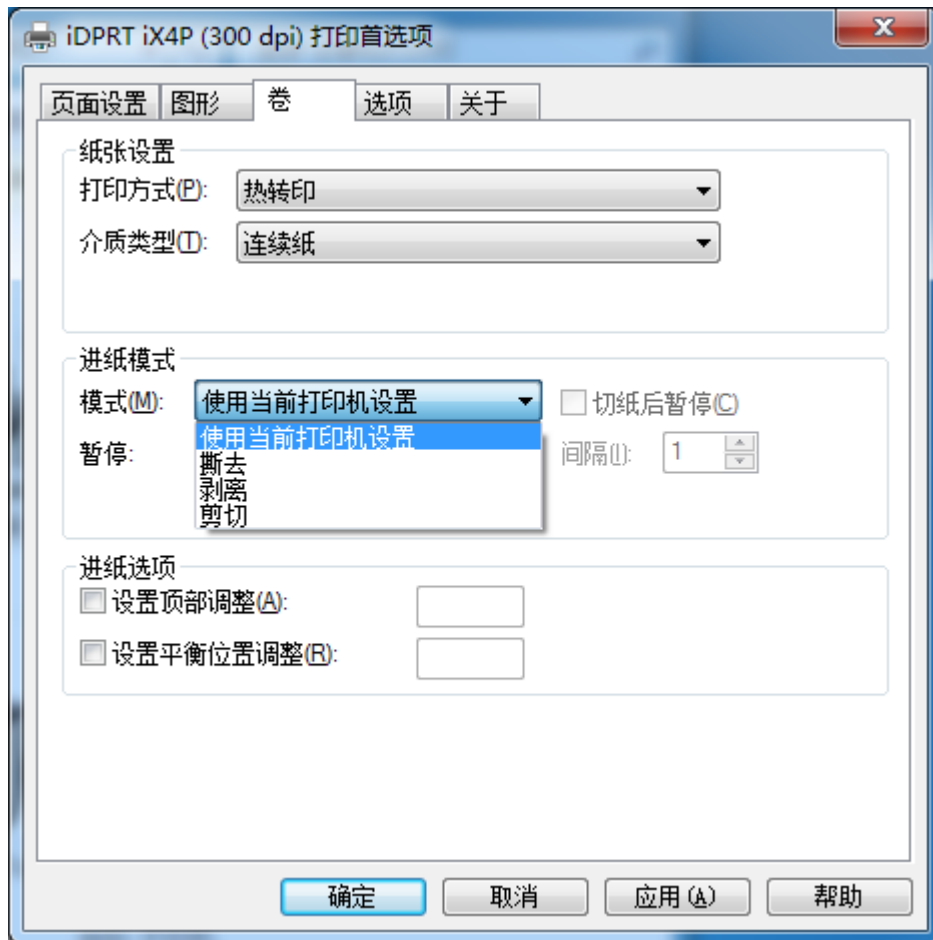 iDPRT iX4P (300 dpi) 打印首选项
页面设置 图形 卷 选项 关于
纸张设置
打印方式(P): 热转印
介质类型(T): 连续纸
进纸模式
模式(M): 使用当前打印机设置 切纸后暂停(C)
使用当前打印机设置
暂停: 撕去 间隔(I): 1
剥离
剪切
进纸选项
设置顶部调整(A):
设置平衡位置调整(R):
确定 取消 应用(A) 帮助